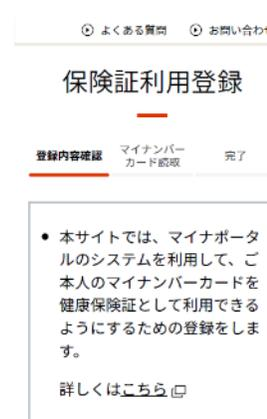 よくある質問 お問い合わ
保険証利用登録
登録内容確認 マイナンバー
カード読取 完了
本サイトでは、マイナポータ
ルのシステムを利用して、ご
本人のマイナンバーカードを
健康保険証として利用できる
ようにするための登録をしま
す。
詳しくはこちら